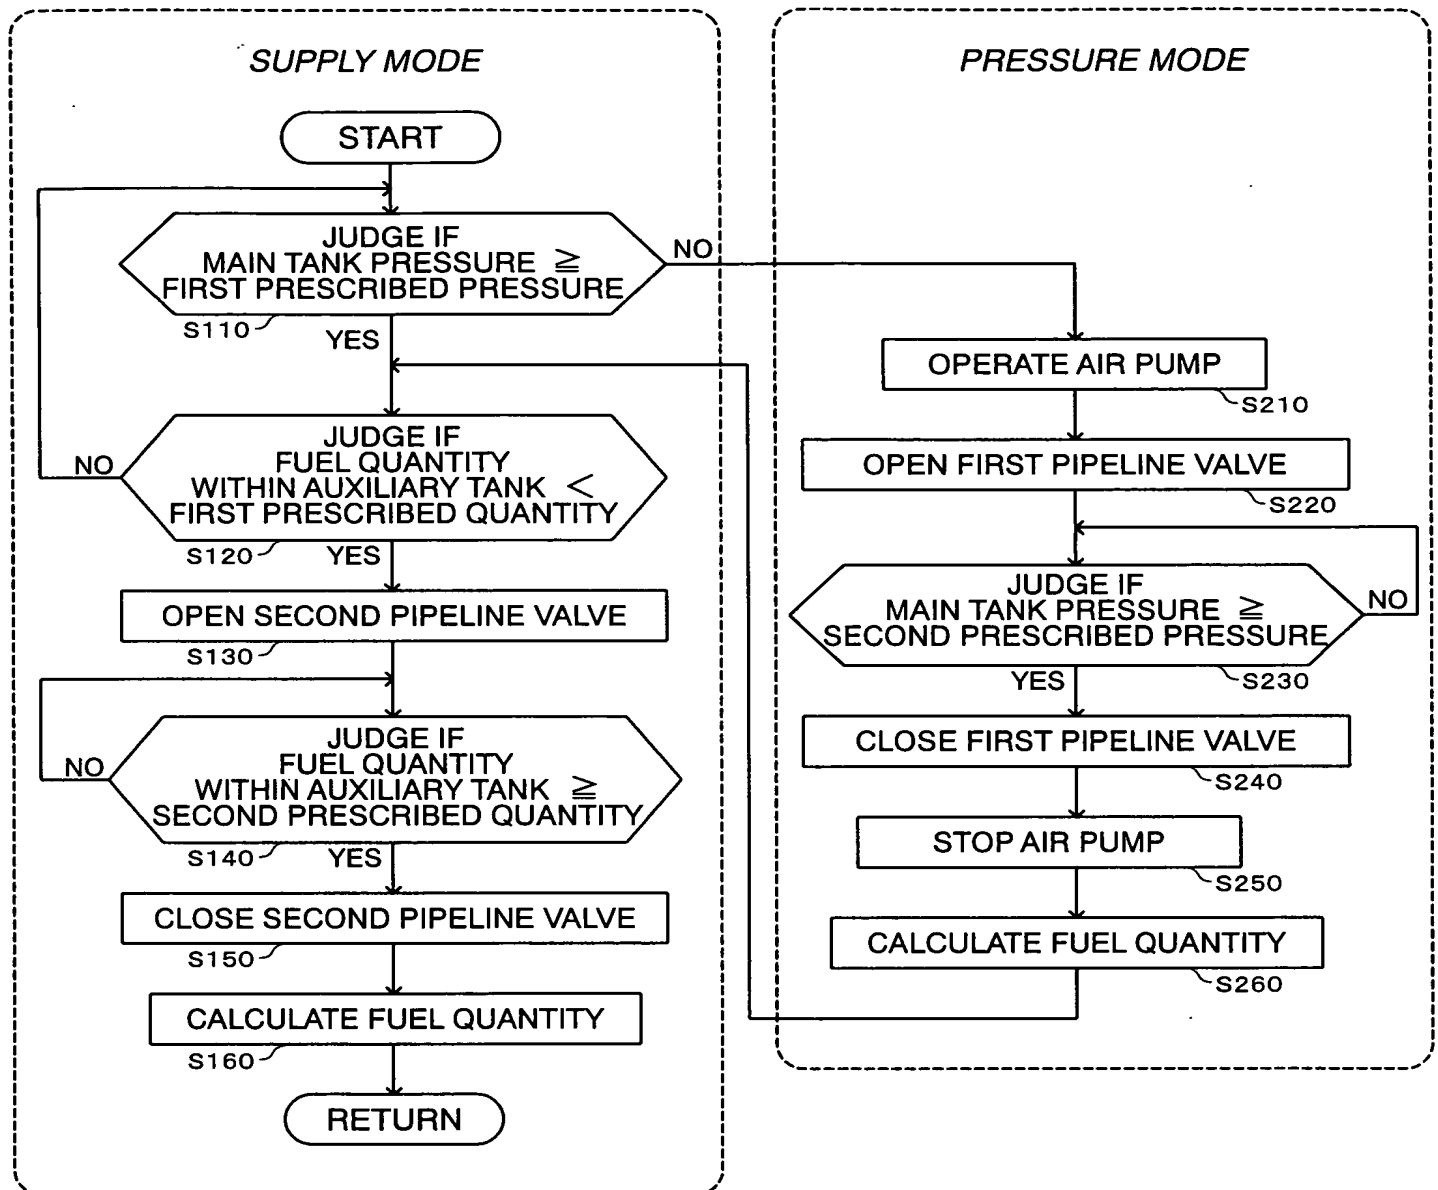 SUPPLY MODE
START
JUDGE IF
MAIN TANK PRESSURE ≧
FIRST PRESCRIBED PRESSURE
S110
NO
YES
JUDGE IF
FUEL QUANTITY
WITHIN AUXILIARY TANK <
FIRST PRESCRIBED QUANTITY
NO
S120
YES
OPEN SECOND PIPELINE VALVE
S130
JUDGE IF
FUEL QUANTITY
WITHIN AUXILIARY TANK ≧
SECOND PRESCRIBED QUANTITY
NO
S140
YES
CLOSE SECOND PIPELINE VALVE
S150
CALCULATE FUEL QUANTITY
S160
RETURN
PRESSURE MODE
OPERATE AIR PUMP
S210
OPEN FIRST PIPELINE VALVE
S220
JUDGE IF
MAIN TANK PRESSURE ≧
SECOND PRESCRIBED PRESSURE
NO
YES
S230
CLOSE FIRST PIPELINE VALVE
S240
STOP AIR PUMP
S250
CALCULATE FUEL QUANTITY
S260